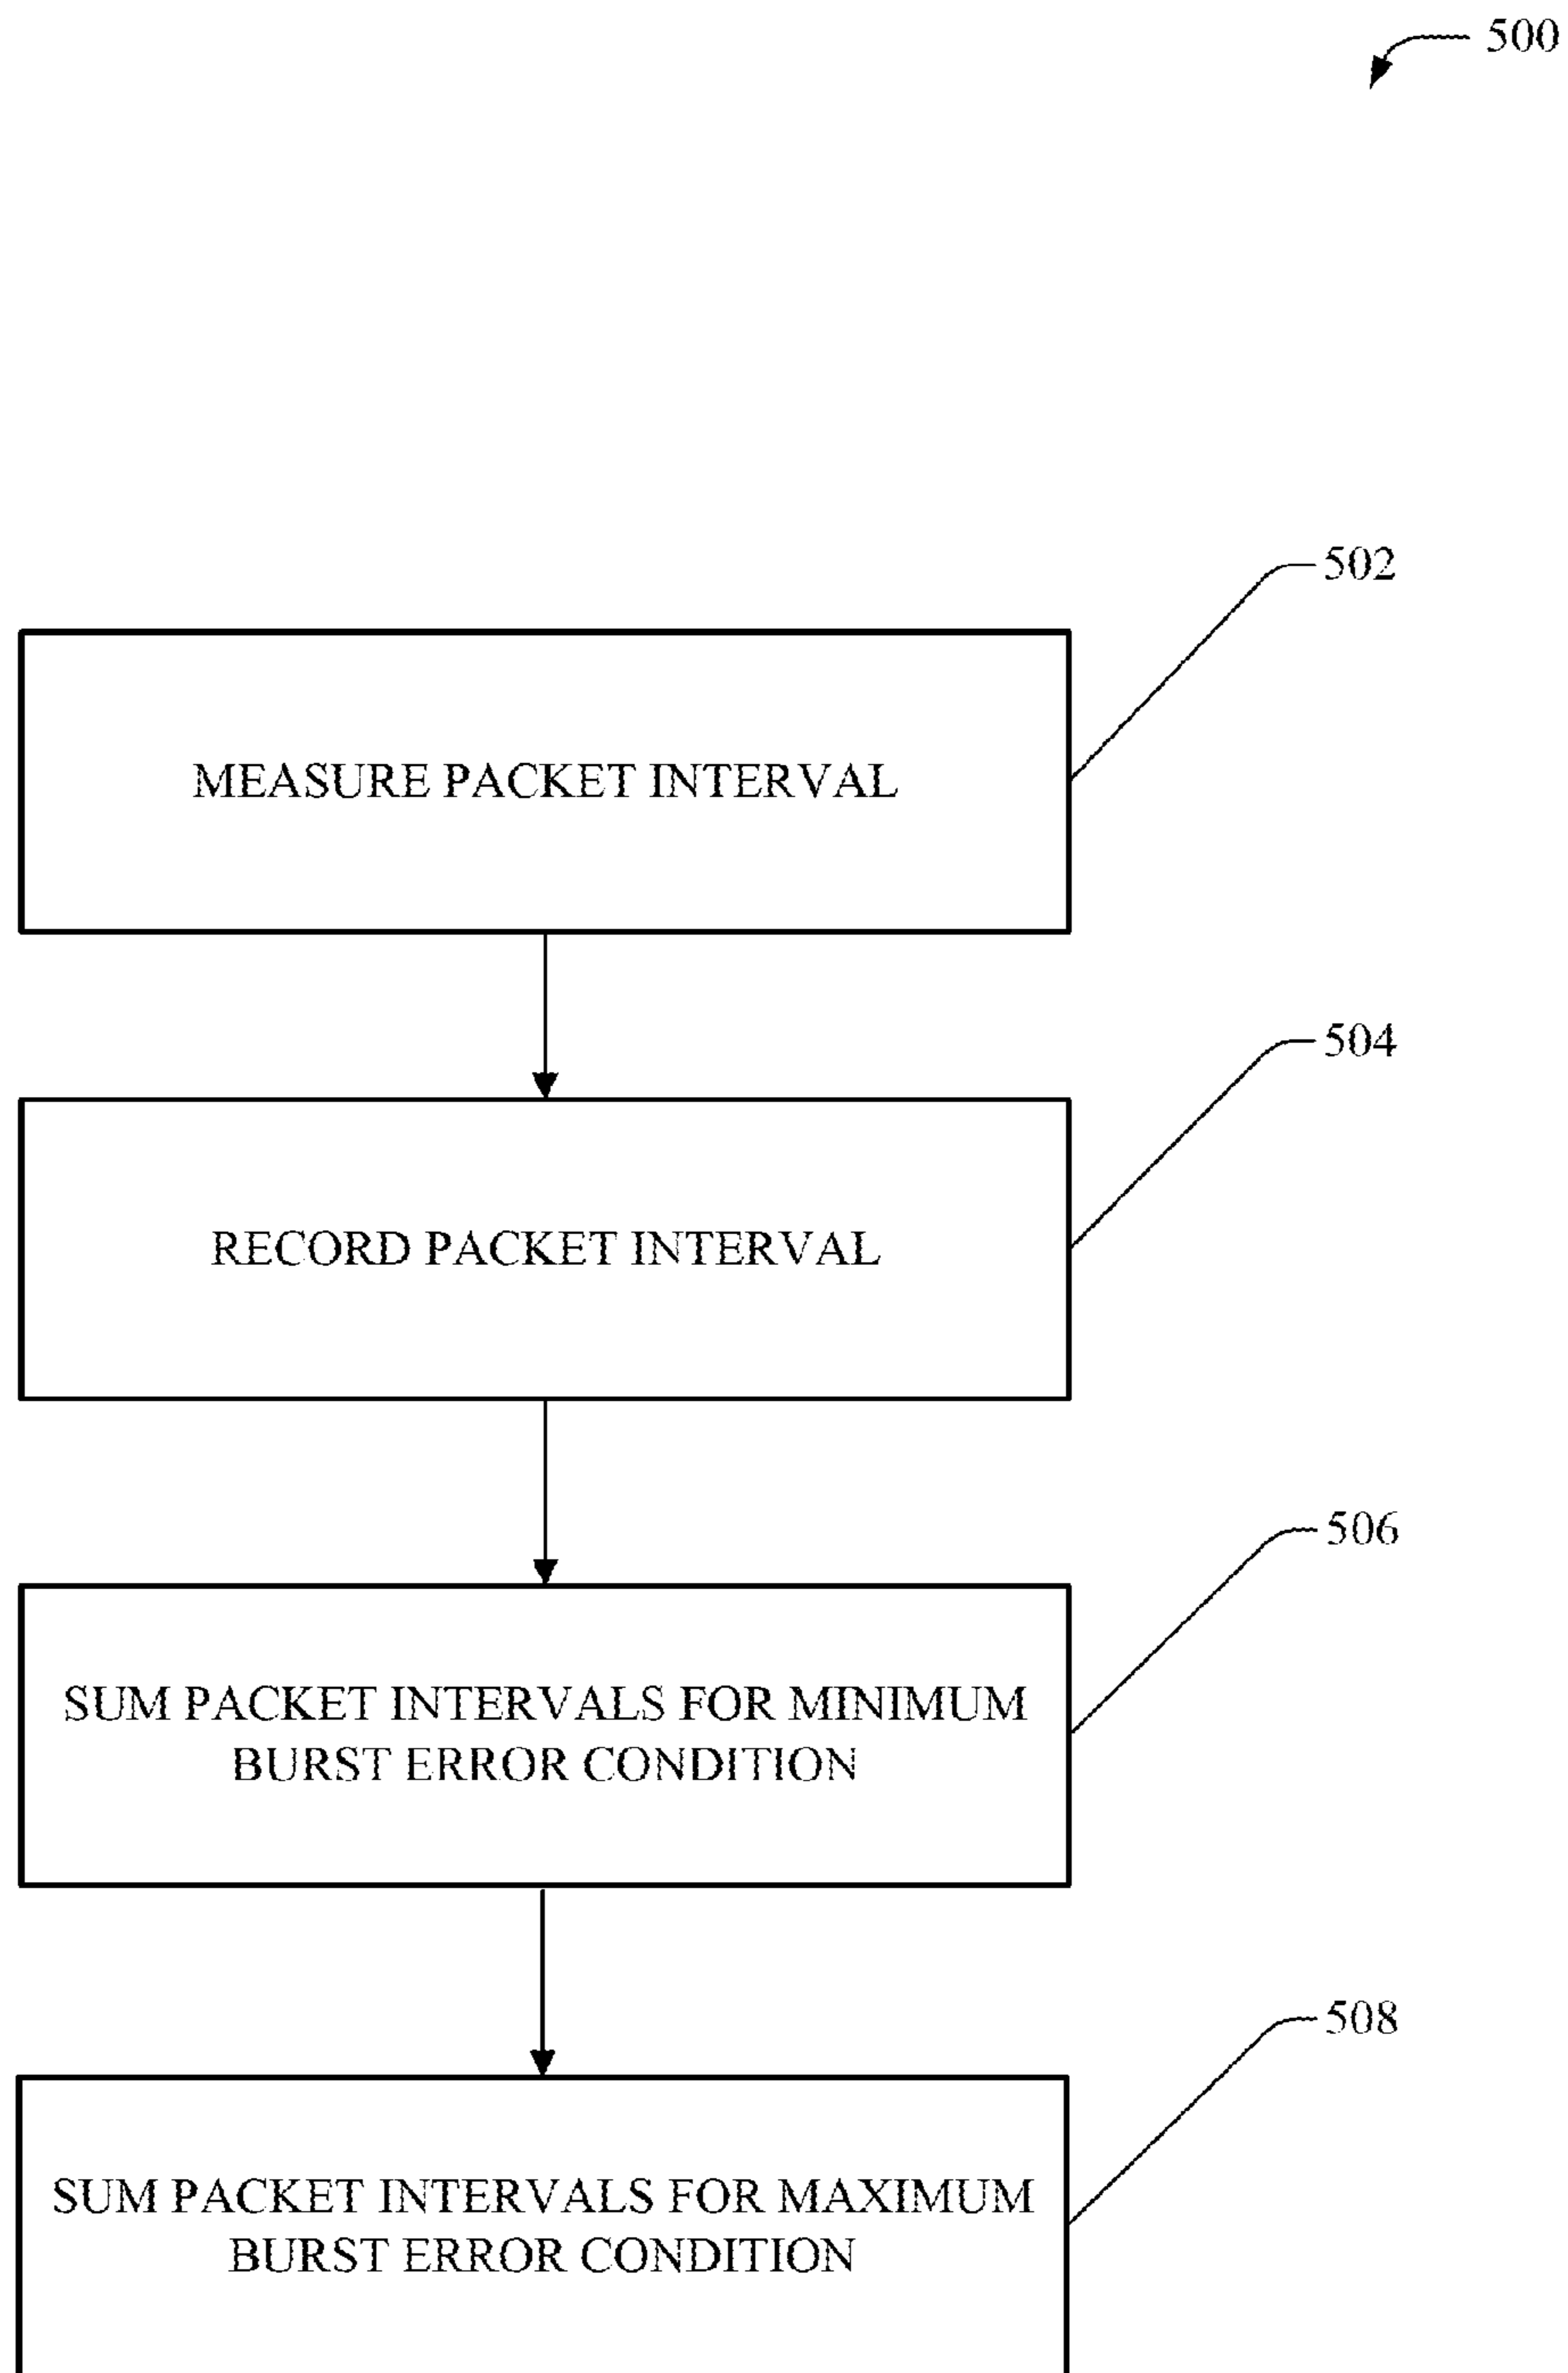 500
502
MEASURE PACKET INTERVAL
504
RECORD PACKET INTERVAL
506
SUM PACKET INTERVALS FOR MINIMUM
BURST ERROR CONDITION
508
SUM PACKET INTERVALS FOR MAXIMUM
BURST ERROR CONDITION